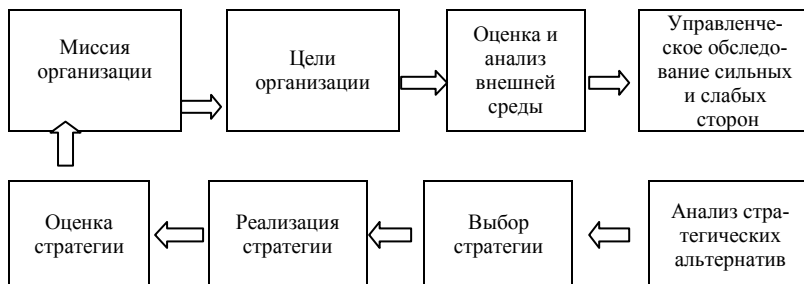 Миссия
организации
Цели
организации
Оценка и
анализ
внешней
среды
Управленче-
ское обследо-
вание сильных
и слабых
сторон
Оценка
стратегии
Реализация
стратегии
Выбор
стратегии
Анализ стра-
тегических
альтернатив